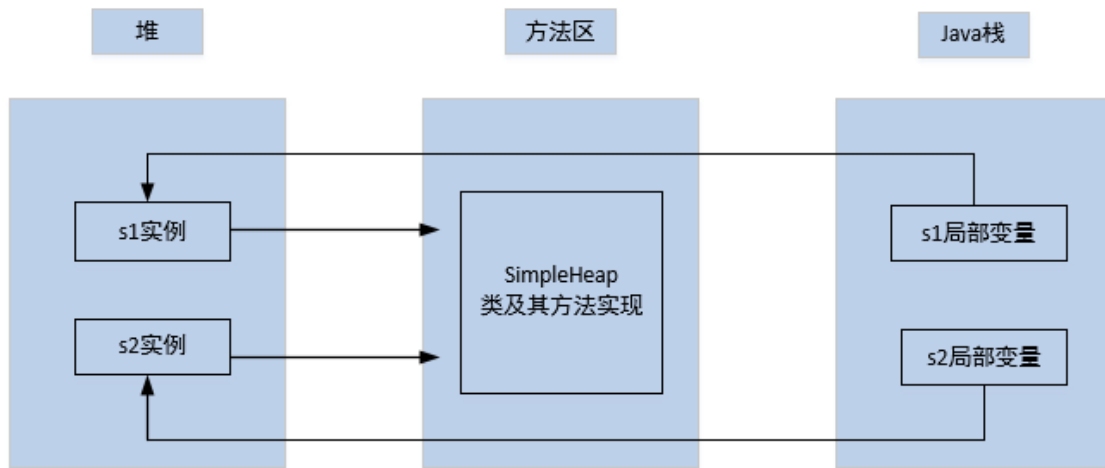 堆
方法区
Java栈
s1实例
s1局部变量
SimpleHeap
类及其方法实现
s2实例
s2局部变量